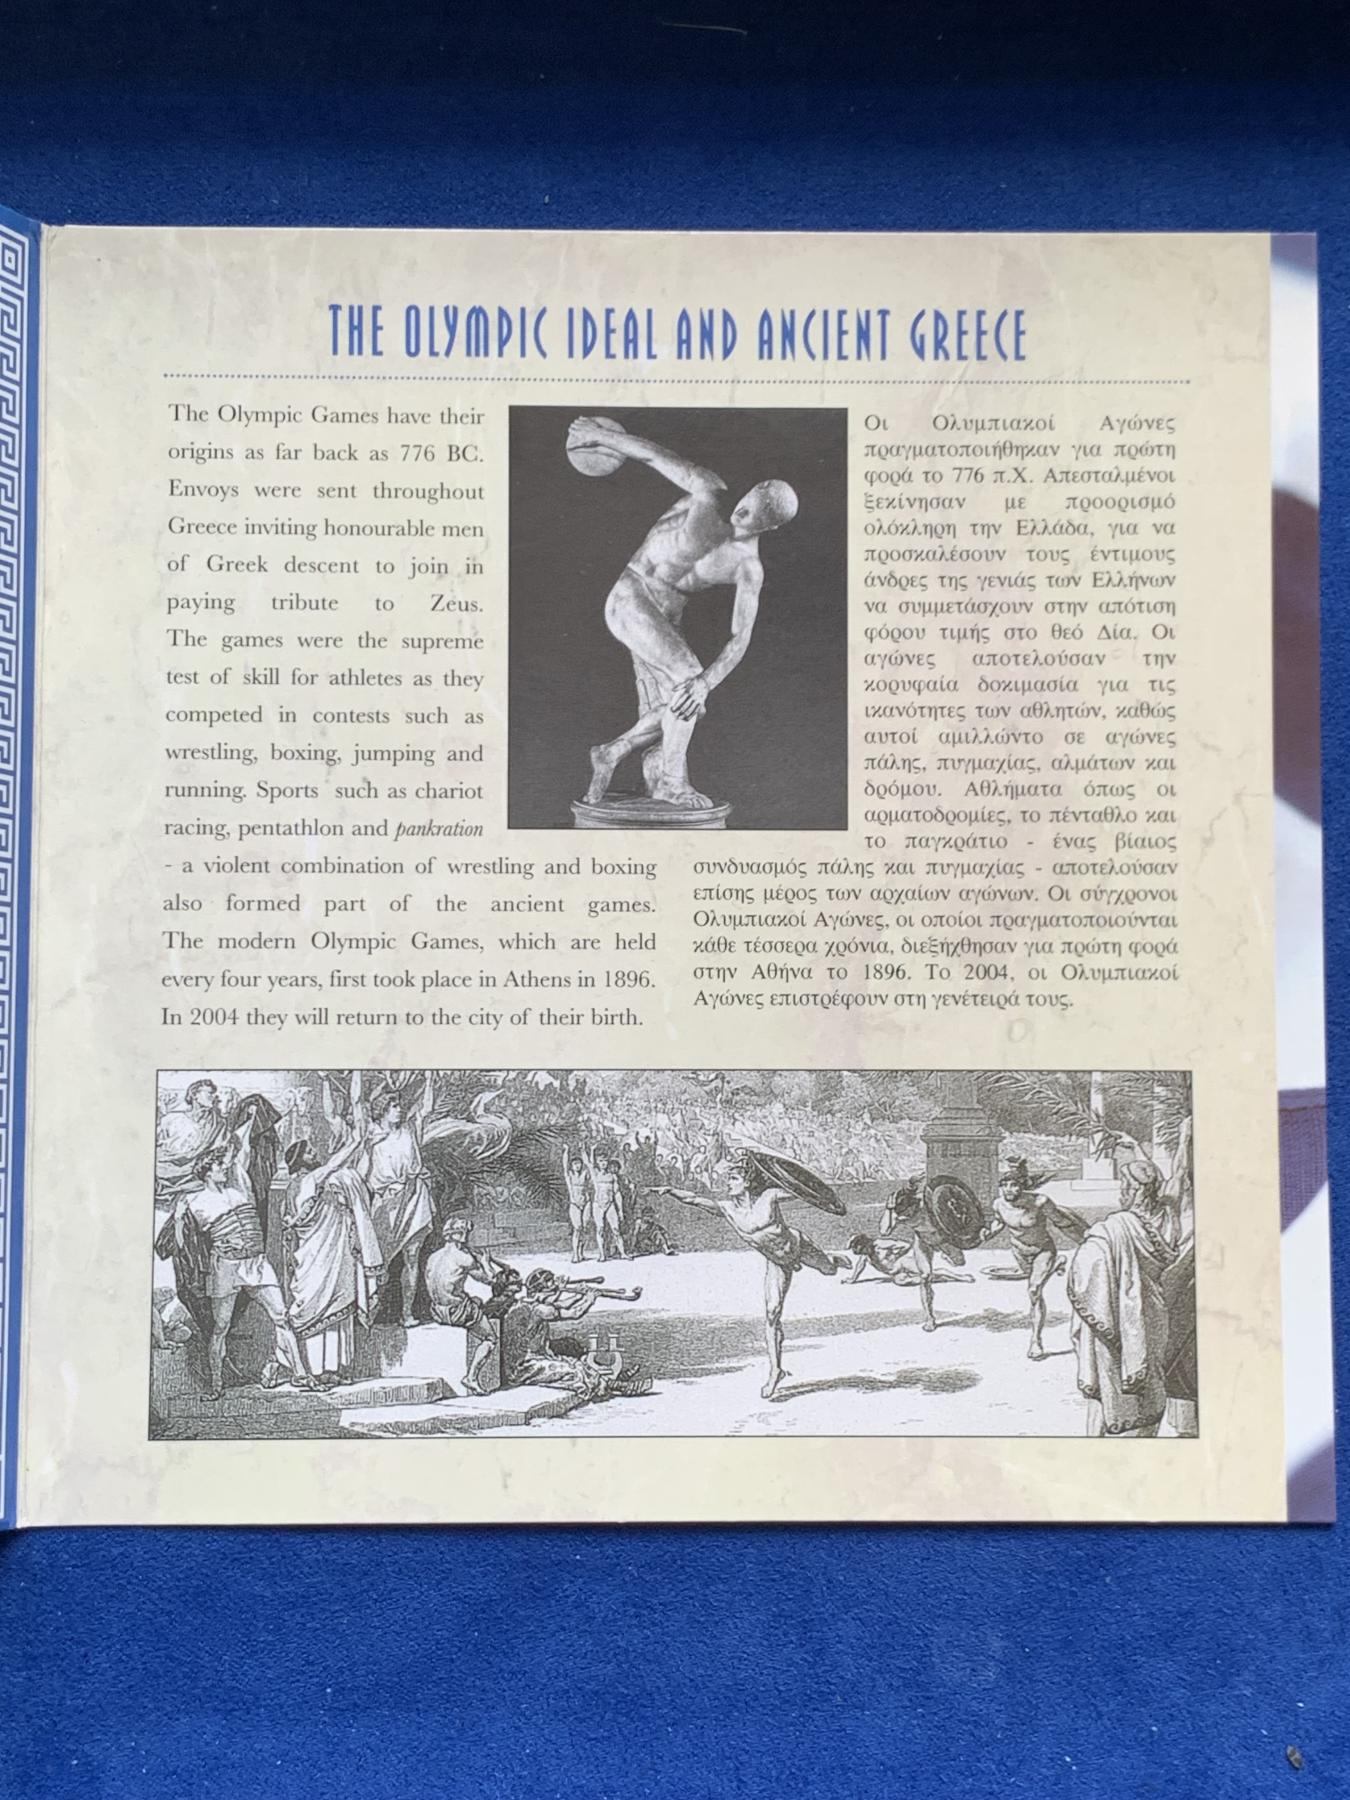 THE OLYMPIC IDEAL AND ANCIENT GREECE
The Olympic Games have their
origins as far back as 776 BC.
Envoys were sent throughout
Greece inviting honourable men
of Greek descent to join in
paying tribute to Zeus.
The games were the supreme
test of skill for athletes as they
competed in contests such as
wrestling, boxing, jumping and
running. Sports such as chariot
racing, pentathlon and pankration
- a violent combination of wrestling and boxing
also formed part of the ancient games.
The modern Olympic Games, which are held
every four years, first took place in Athens in 1896.
In 2004 they will return to the city of their birth.
Οι Ολυμπιακοί Αγώνες
πραγματοποιήθηκαν για πρώτη
φορά το 776 π.Χ. Απεσταλμένοι
ξεκίνησαν με προορισμό
ολόκληρη την Ελλάδα, για να
προσκαλέσουν τους έντιμους
άνδρες της γενιάς των Ελλήνων
να συμμετάσχουν στην απότιση
φόρου τιμής στο θεό Δία. Οι
αγώνες αποτελούσαν την
κορυφαία δοκιμασία για τις
ικανότητες των αθλητών, καθώς
αυτοί αμιλλώντο σε αγώνες
πάλης, πυγμαχίας, αλμάτων και
δρόμου. Αθλήματα όπως οι
αρματοδρομίες, το πένταθλο και
το παγκράτιο - ένας βίαιος
συνδυασμός πάλης και πυγμαχίας - αποτελούσαν
επίσης μέρος των αρχαίων αγώνων. Οι σύγχρονοι
Ολυμπιακοί Αγώνες, οι οποίοι πραγματοποιούνται
κάθε τέσσερα χρόνια, διεξήχθησαν για πρώτη φορά
στην Αθήνα το 1896. Το 2004, οι Ολυμπιακοί
Αγώνες επιστρέφουν στη γενέτειρά τους.